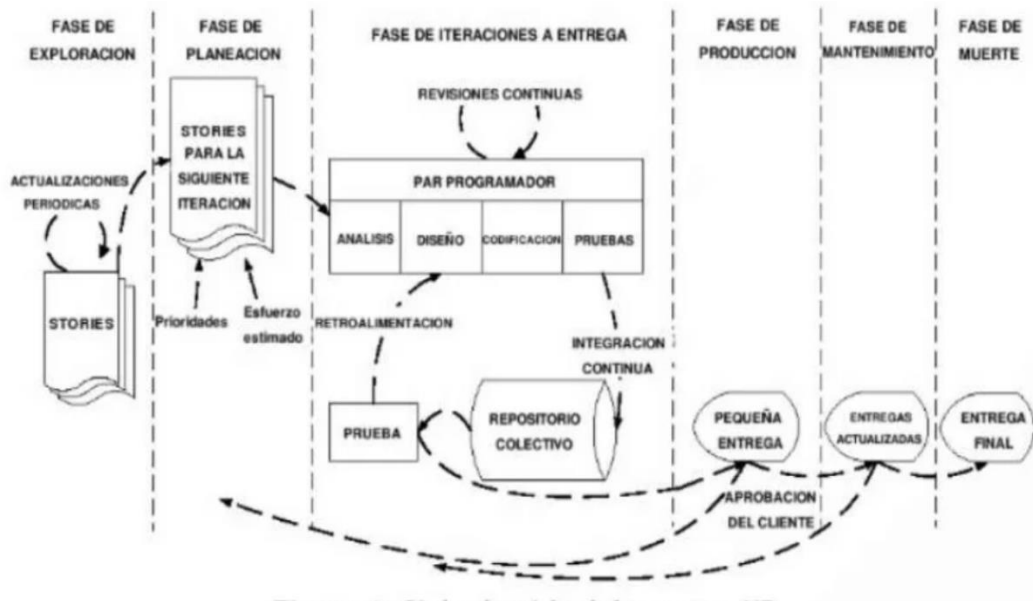 FASE DE
EXPLORACION
FASE DE
PLANEACION
FASE DE ITERACIONES A ENTREGA
FASE DE
PRODUCCION
FASE DE
MANTENIMIENTO
FASE DE
MUERTE
ACTUALIZACIONES
PERIODICAS
STORIES
STORIES
PARA LA
SIGUIENTE
ITERACION
Prioridades
Esfuerzo
estimado
REVISIONES CONTINUAS
PAR PROGRAMADOR
ANALISIS
DISEÑO
CODIFICACION
PRUEBAS
RETROALIMENTACION
INTEGRACION
CONTINUA
PRUEBA
REPOSITORIO
COLECTIVO
PEQUEÑA
ENTREGA
ENTREGAS
ACTUALIZADAS
ENTREGA
FINAL
APROBACION
DEL CLIENTE